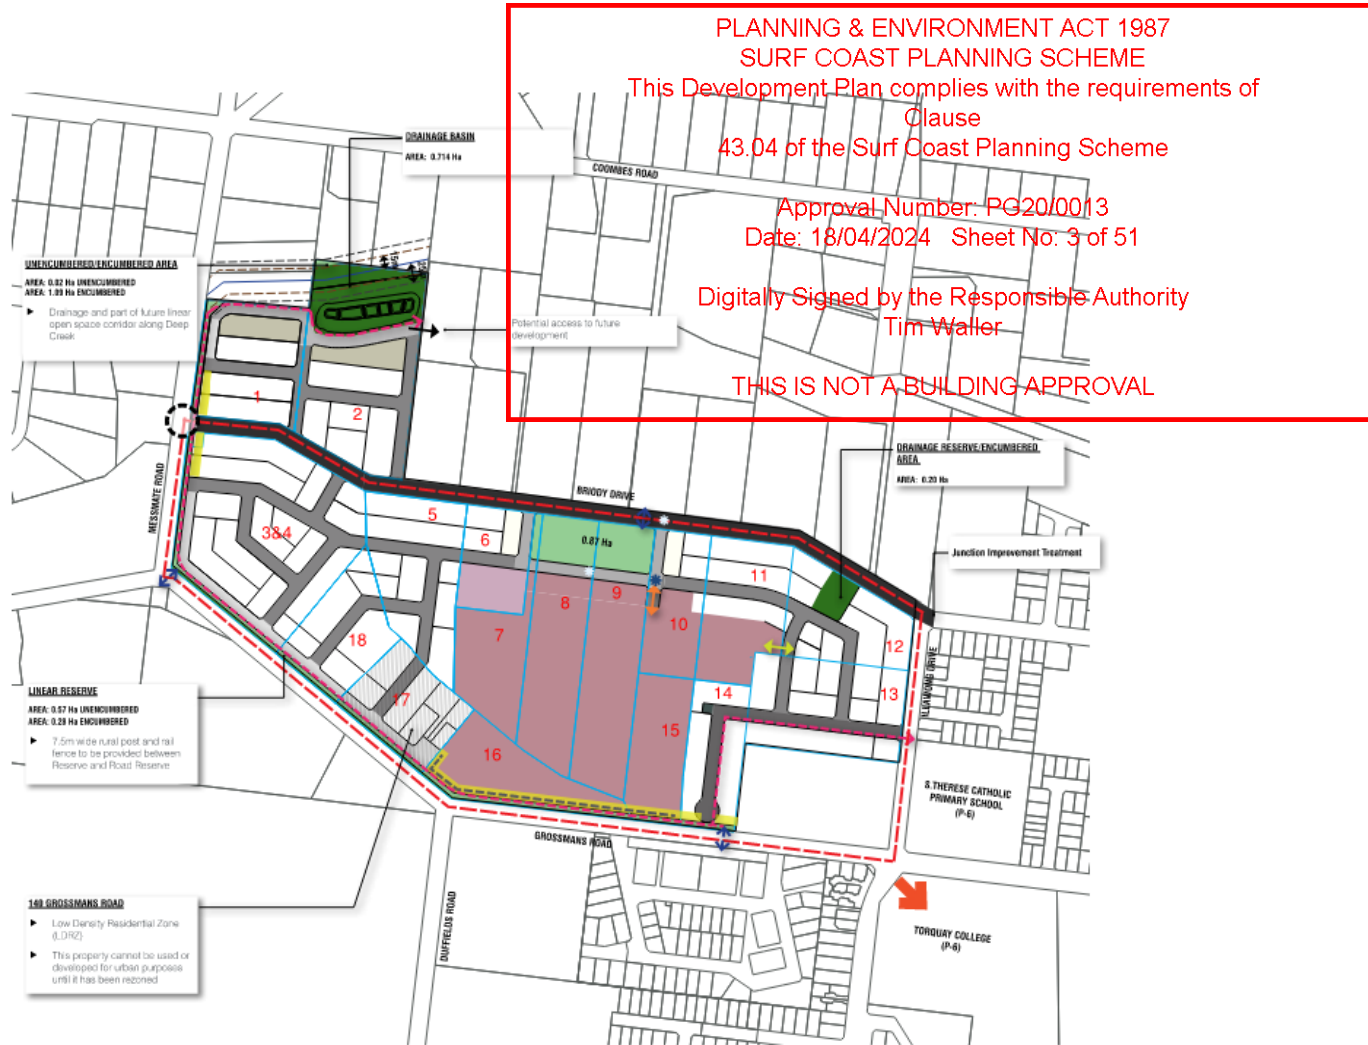 PLANNING & ENVIRONMENT ACT 1987
SURF COAST PLANNING SCHEME
This Development Plan complies with the requirements of
Clause
43.04 of the Surf Coast Planning Scheme
Approval Number: PG20/0013
Date: 18/04/2024 Sheet No: 3 of 51
Digitally Signed by the Responsible Authority
Tim Waller
THIS IS NOT A BUILDING APPROVAL
DRAINAGE BASIN
AREA: 0.714 Ha
COOMBES ROAD
UNENCUMBERED/ENCUMBERED AREA
AREA: 0.02 Ha UNENCUMBERED
AREA: 1.09 Ha ENCUMBERED
Drainage and part of future linear
open space corridor along Deep
Creek
Potential access to future
development
1
2
DRAINAGE RESERVE/ENCUMBERED
AREA
AREA: 0.20 Ha
MESSMATE ROAD
BRIODY DRIVE
5
6
3&4
0.87 Ha
Junction Improvement Treatment
11
8
9
10
7
12
18
13
14
17
15
16
ILLAWONG DRIVE
LINEAR RESERVE
AREA: 0.57 Ha UNENCUMBERED
AREA: 0.28 Ha ENCUMBERED
7.5m wide rural post and rail
fence to be provided between
Reserve and Road Reserve
S.THERESE CATHOLIC
PRIMARY SCHOOL
(P-6)
GROSSMANS ROAD
DUFFIELDS ROAD
140 GROSSMANS ROAD
Low Density Residential Zone
(LDRZ)
This property cannot be used or
developed for urban purposes
until it has been rezoned
TORQUAY COLLEGE
(P-6)